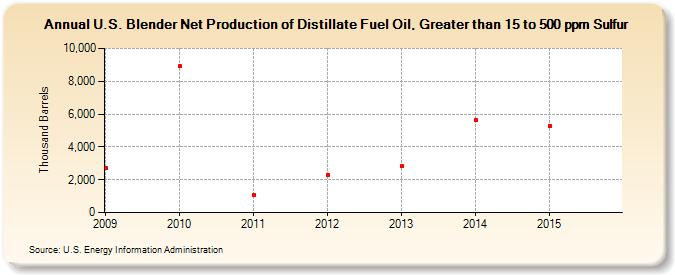 Annual U.S. Blender Net Production of Distillate Fuel Oil, Greater than 15 to 500 ppm Sulfur
Thousand Barrels
10,000
8,000
6,000
4,000
2,000
0
2009 2010 2011 2012 2013 2014 2015
Source: U.S. Energy Information Administration